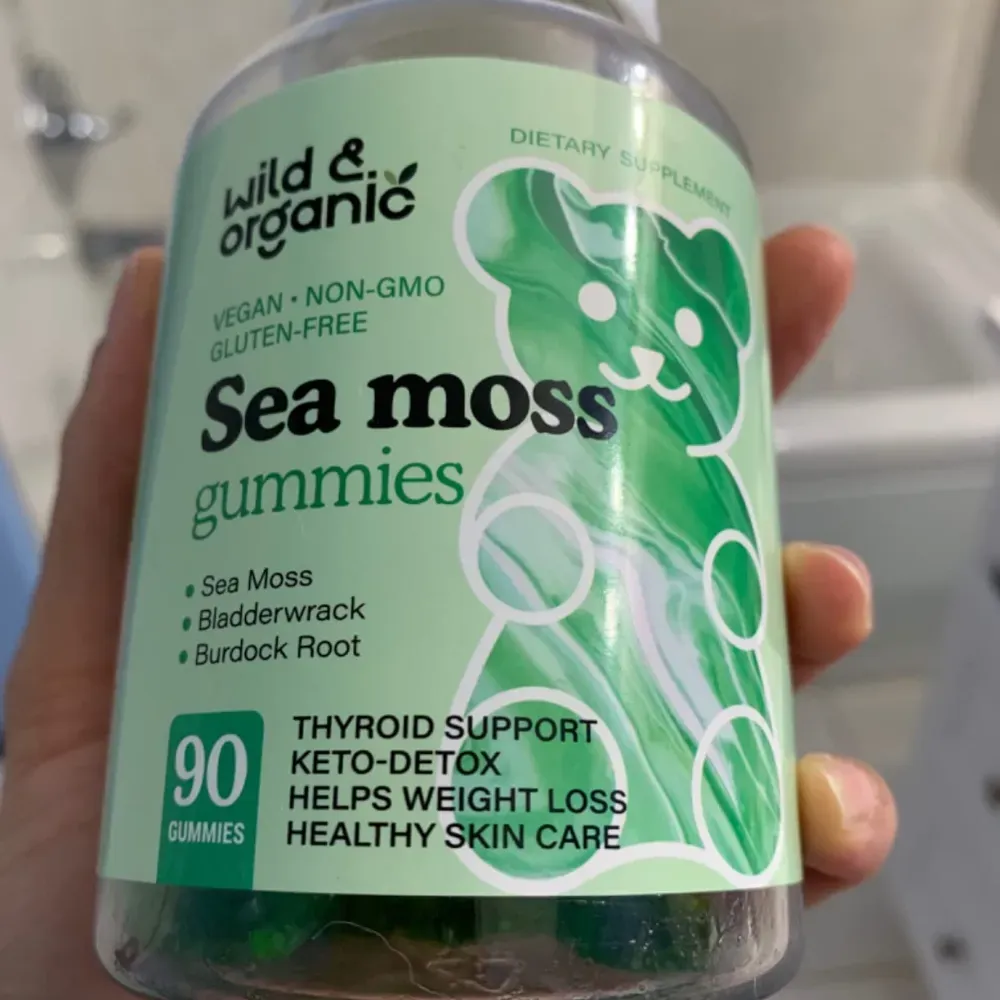 wild &
organic
DIETARY SUPPLEMENT
VEGAN • NON-GMO
GLUTEN-FREE
Sea moss
gummies
• Sea Moss
• Bladderwrack
• Burdock Root
90
GUMMIES
THYROID SUPPORT
KETO-DETOX
HELPS WEIGHT LOSS
HEALTHY SKIN CARE